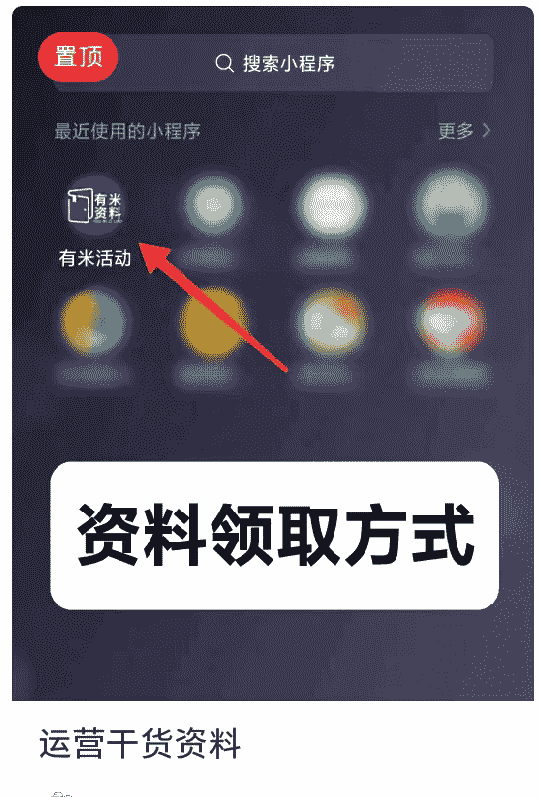 置顶
搜索小程序
最近使用的小程序 更多
有米
资料
有米活动
资料领取方式
运营干货资料